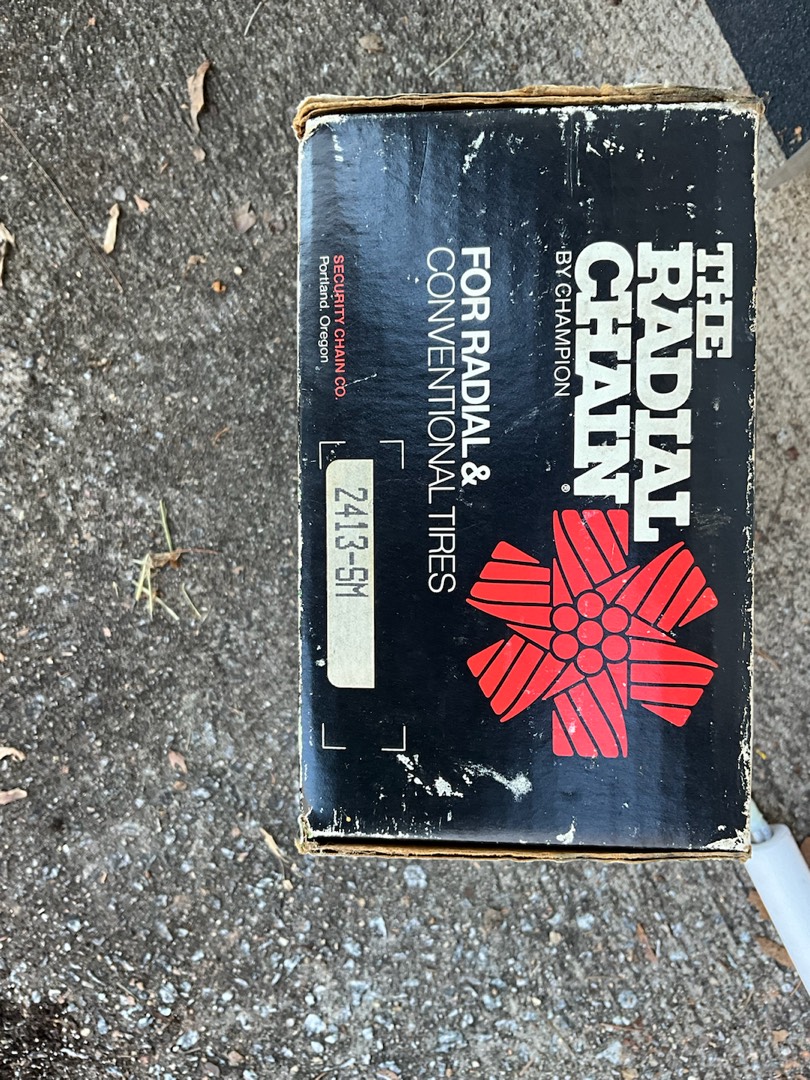 THE
RADIAL
CHAIN®
BY CHAMPION
FOR RADIAL &
CONVENTIONAL TIRES
SECURITY CHAIN CO.
Portland, Oregon
2413-SM